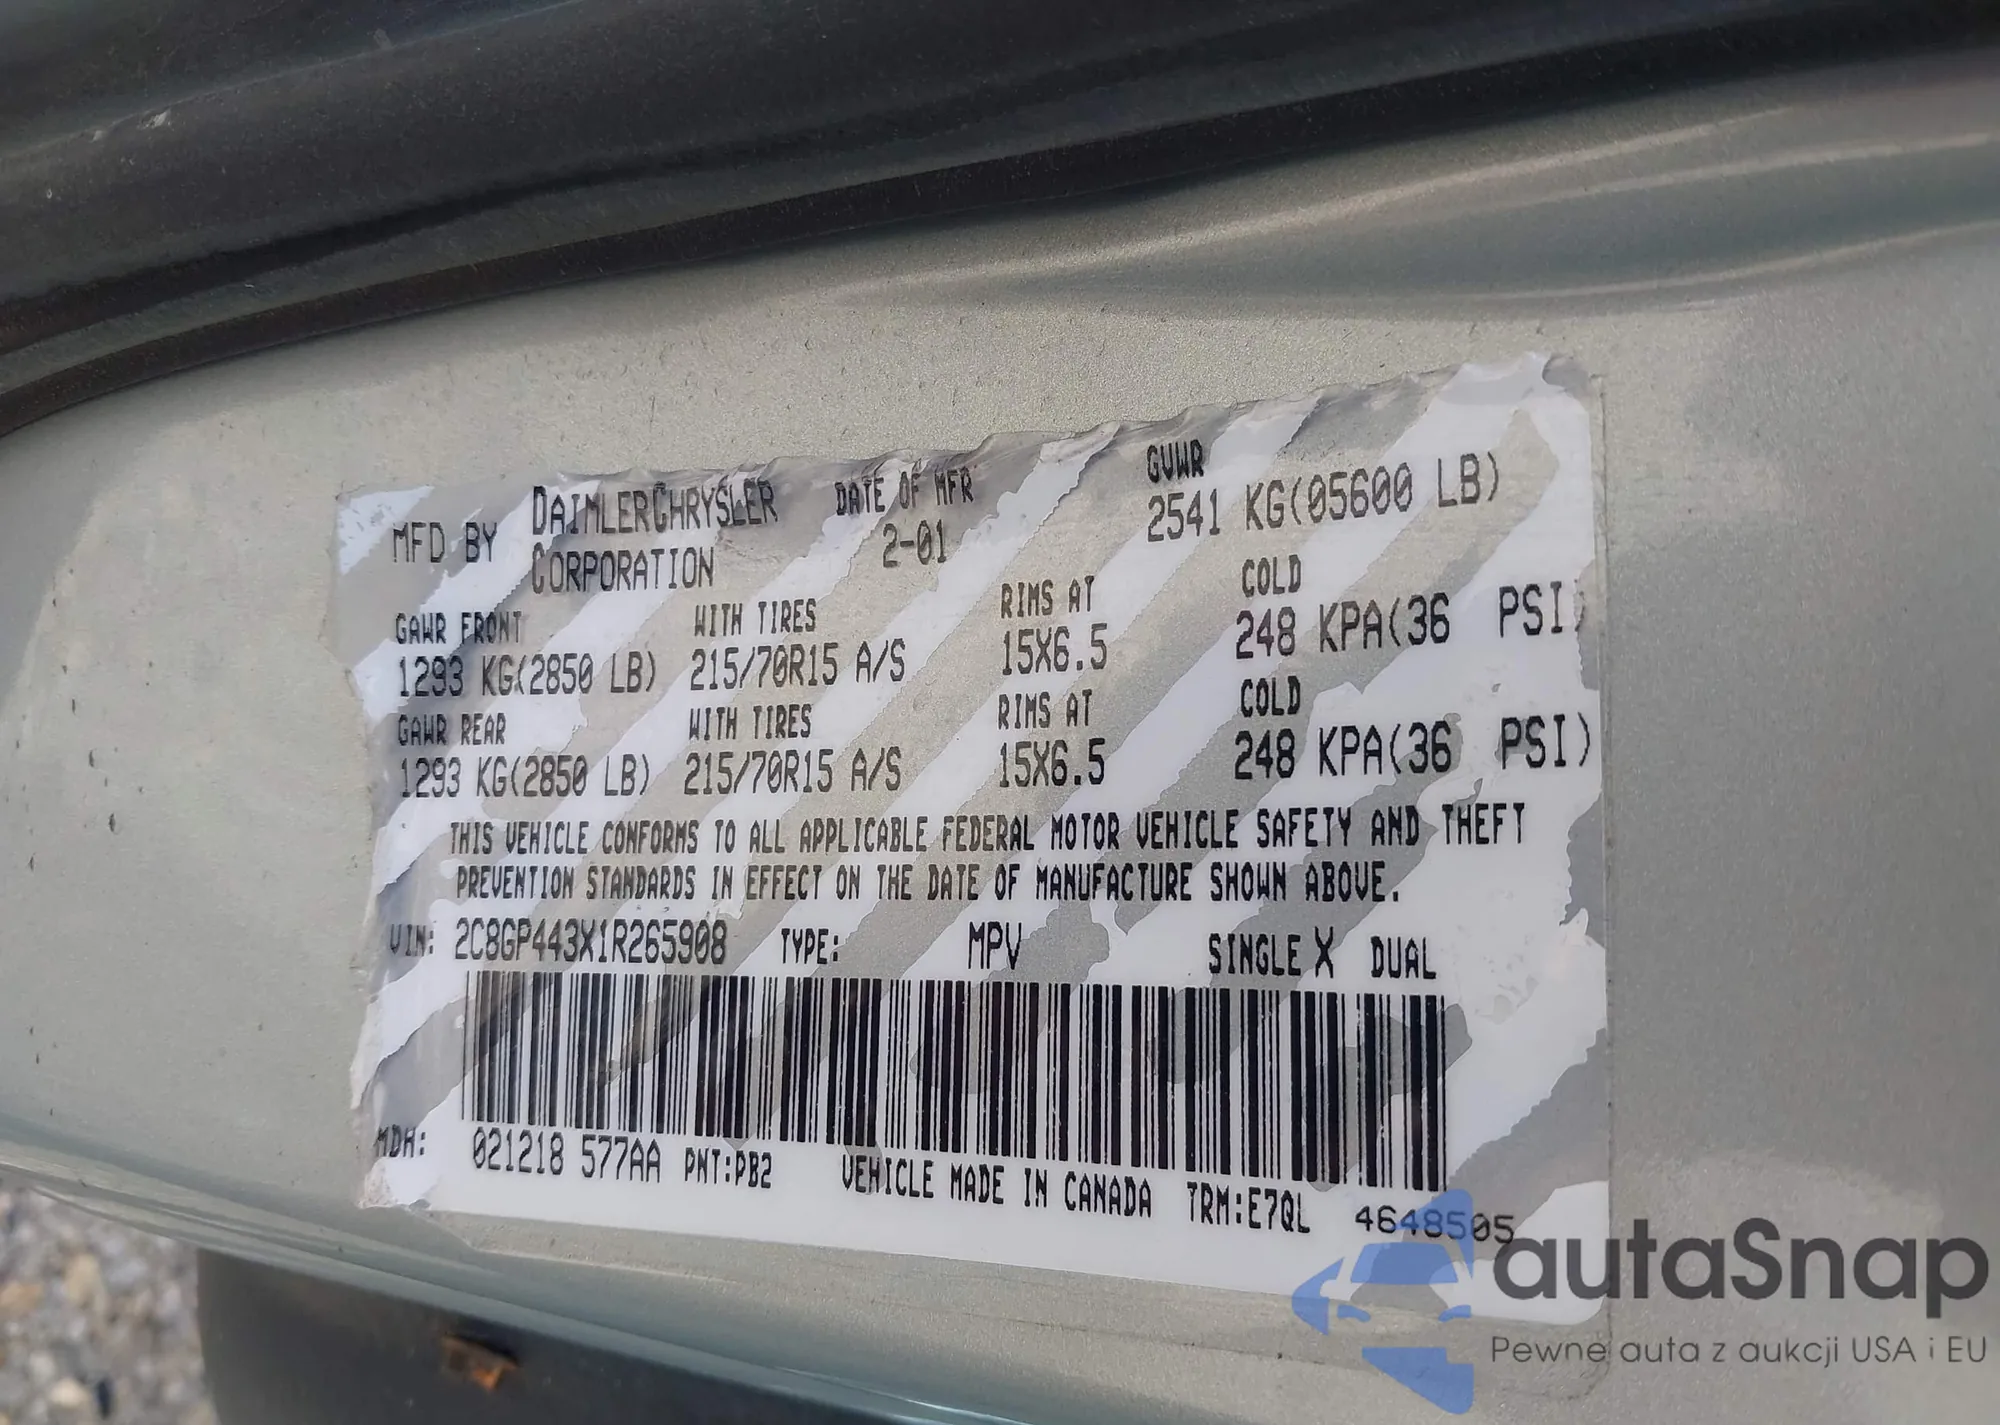 MFD BY DAIMLERCHRYSLER CORPORATION DATE OF MFR 2-01 GVWR 2541 KG(05600 LB)
GAWR FRONT WITH TIRES RIMS AT COLD
1293 KG(2850 LB) 215/70R15 A/S 15X6.5 248 KPA(36 PSI)
GAWR REAR WITH TIRES RIMS AT COLD
1293 KG(2850 LB) 215/70R15 A/S 15X6.5 248 KPA(36 PSI)
THIS VEHICLE CONFORMS TO ALL APPLICABLE FEDERAL MOTOR VEHICLE SAFETY AND THEFT
PREVENTION STANDARDS IN EFFECT ON THE DATE OF MANUFACTURE SHOWN ABOVE.
VIN: 2C8GP443X1R265908 TYPE: MPV SINGLE X DUAL
MDH: 021218 577AA PNT:PB2 VEHICLE MADE IN CANADA TRM:E7QL 4648505
autaSnap
Pewne auta z aukcji USA i EU